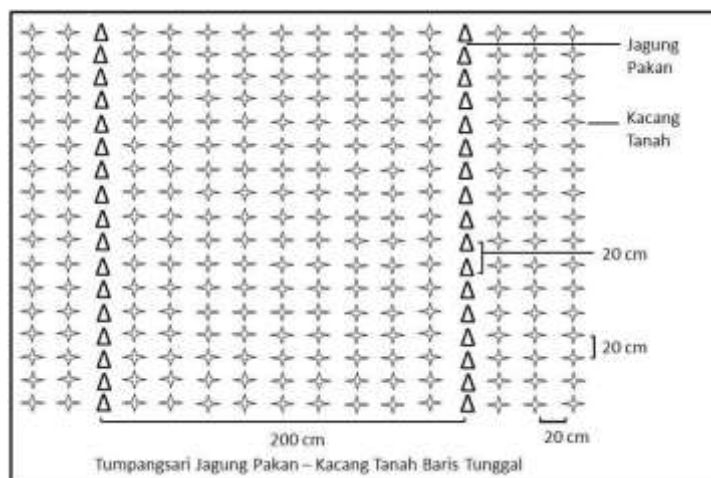 Jagung
Pakan
Kacang
Tanah
20 cm
20 cm
200 cm
20 cm
Tumpangsari Jagung Pakan – Kacang Tanah Baris Tunggal